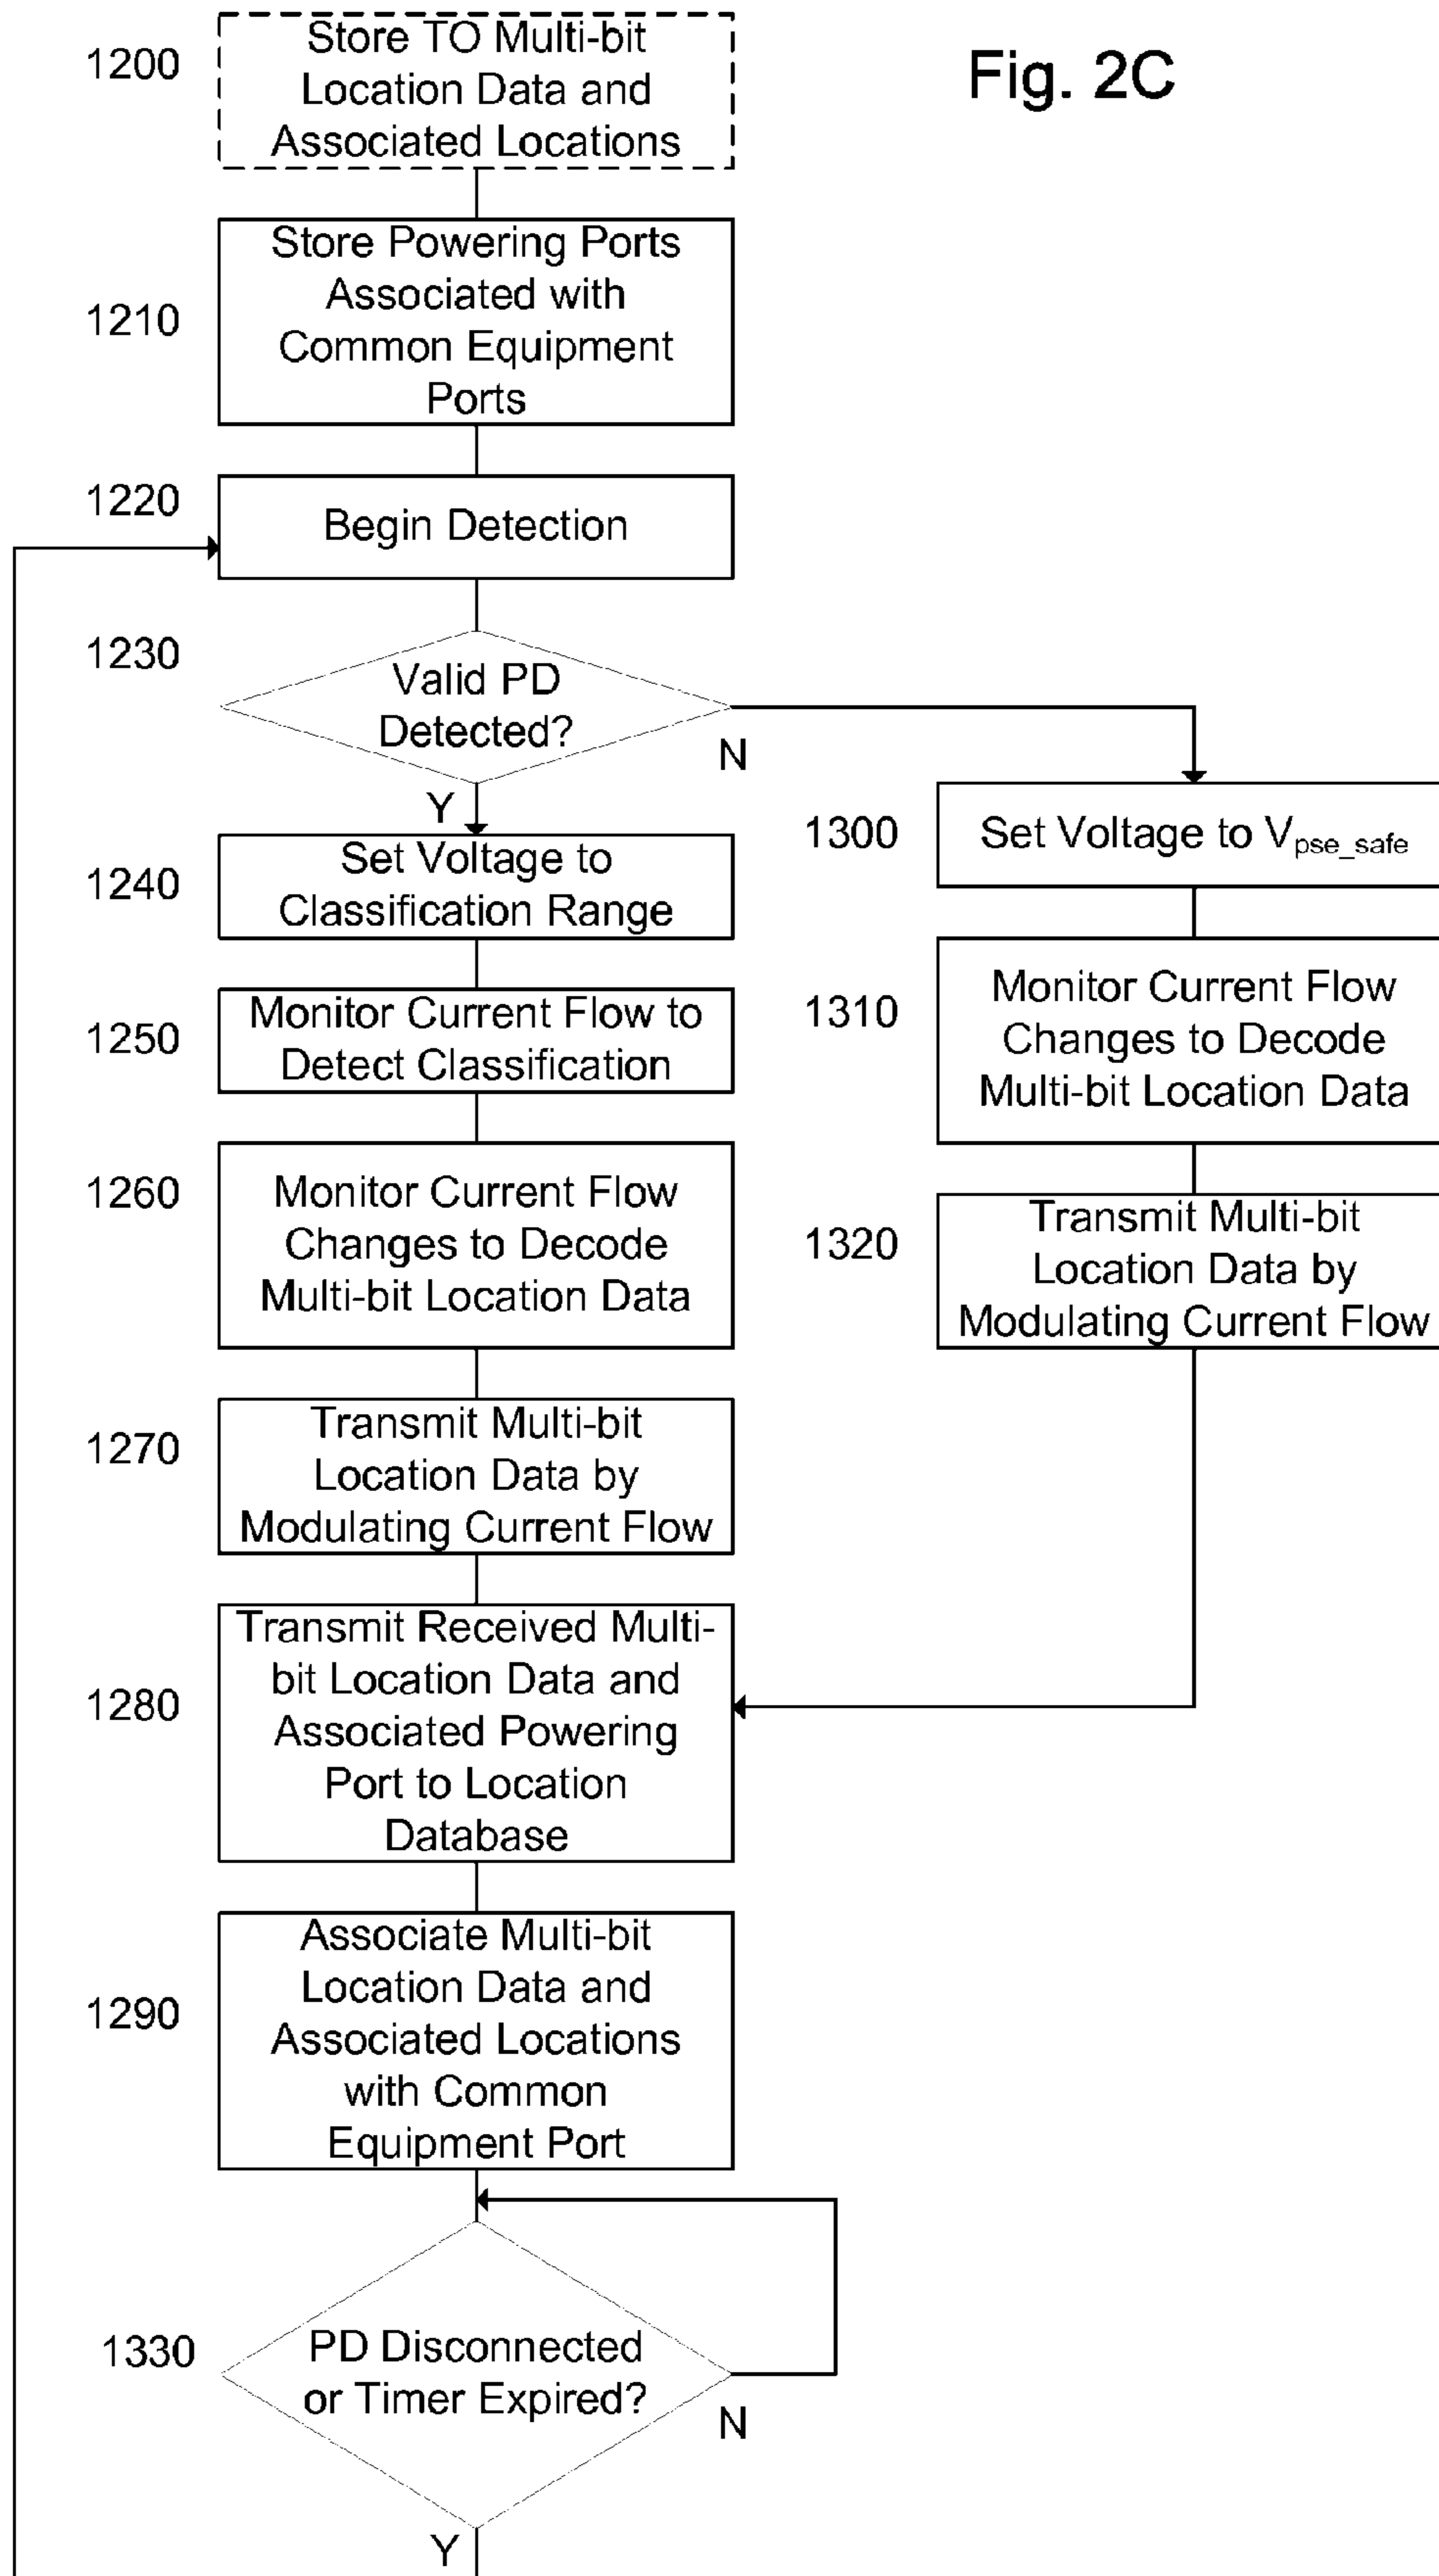 Fig. 2C
1200
Store TO Multi-bit
Location Data and
Associated Locations
1210
Store Powering Ports
Associated with
Common Equipment
Ports
1220
Begin Detection
1230
Valid PD
Detected?
N
Y
1240
Set Voltage to
Classification Range
1250
Monitor Current Flow to
Detect Classification
1260
Monitor Current Flow
Changes to Decode
Multi-bit Location Data
1270
Transmit Multi-bit
Location Data by
Modulating Current Flow
1300
Set Voltage to Vpse_safe
1310
Monitor Current Flow
Changes to Decode
Multi-bit Location Data
1320
Transmit Multi-bit
Location Data by
Modulating Current Flow
1280
Transmit Received Multi-
bit Location Data and
Associated Powering
Port to Location
Database
1290
Associate Multi-bit
Location Data and
Associated Locations
with Common
Equipment Port
1330
PD Disconnected
or Timer Expired?
N
Y